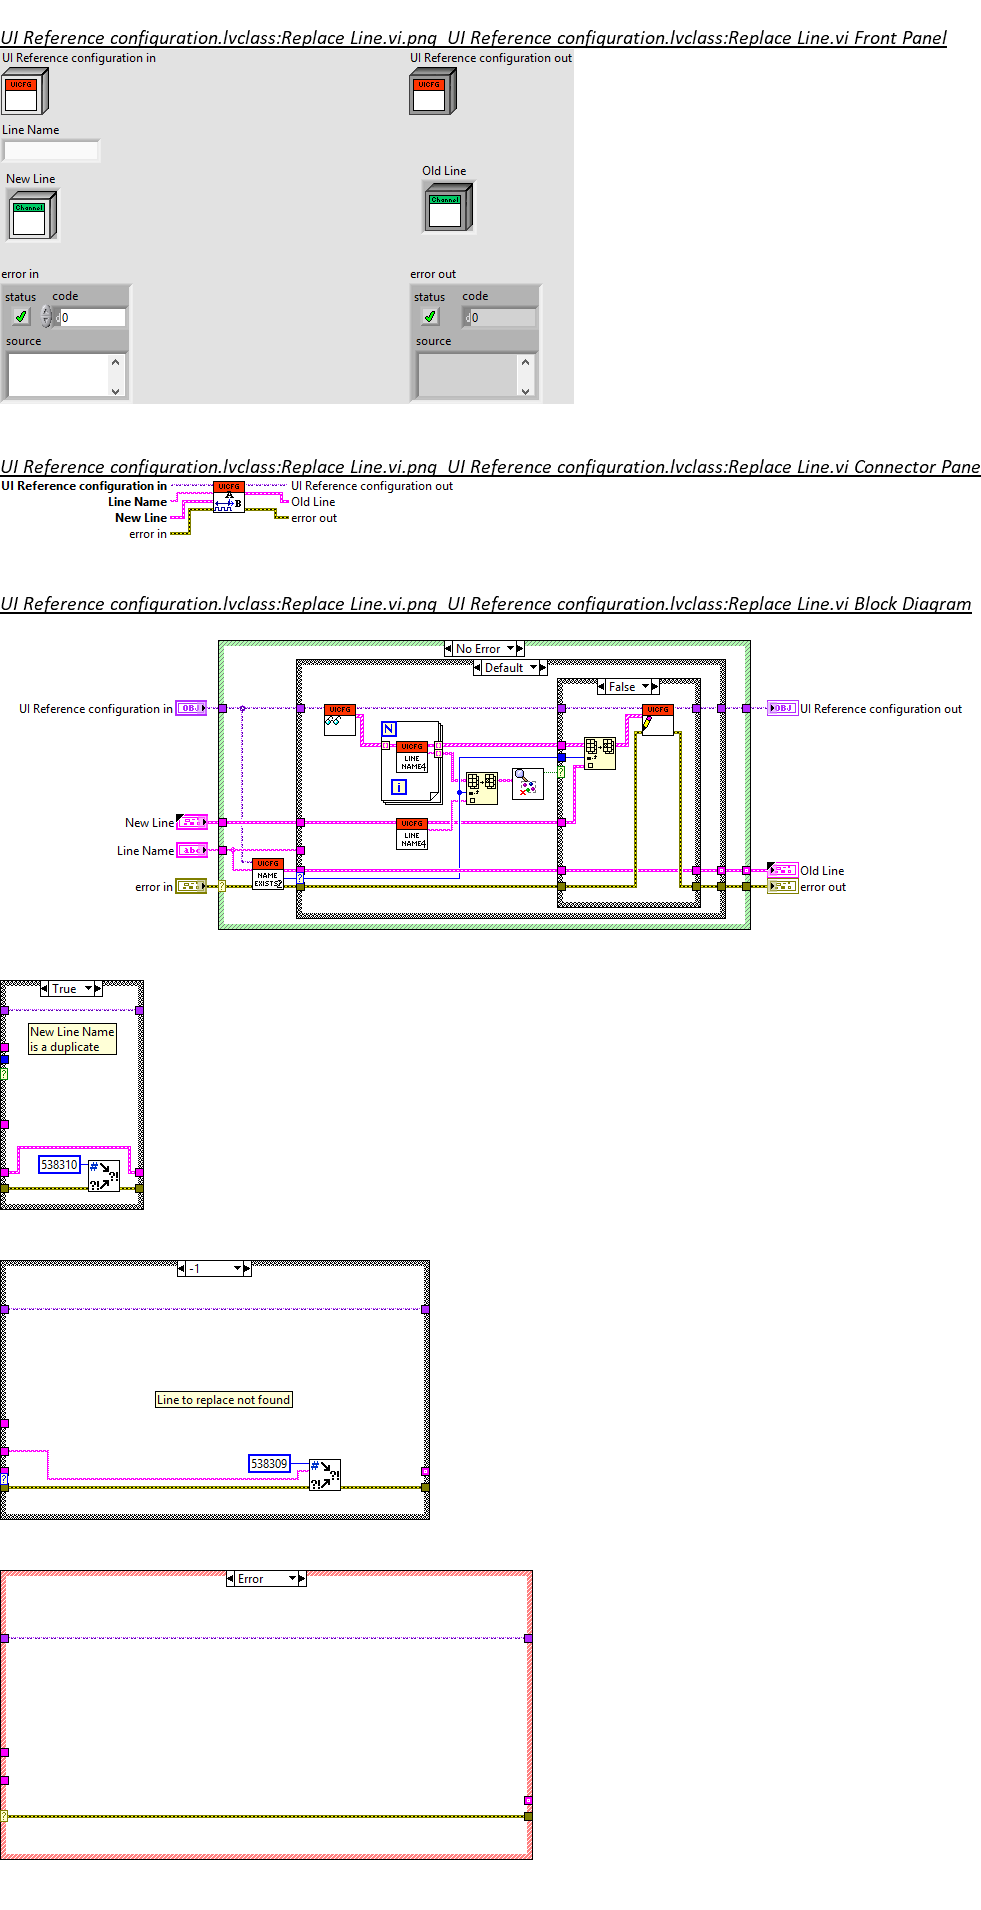 UI Reference configuration.lvclass:Replace Line.vi.png UI Reference configuration.lvclass:Replace Line.vi Front Panel
UI Reference configuration in
UI Reference configuration out
UICFG
UICFG
Line Name
New Line
Old Line
Channel
Channel
error in
error out
status code
status code
0
0
source
source
UI Reference configuration.lvclass:Replace Line.vi.png UI Reference configuration.lvclass:Replace Line.vi Connector Pane
UI Reference configuration in
UICFG
UI Reference configuration out
Line Name
A
B
Old Line
New Line
error out
error in
UI Reference configuration.lvclass:Replace Line.vi.png UI Reference configuration.lvclass:Replace Line.vi Block Diagram
No Error
Default
False
UI Reference configuration in
OBJ
UICFG
UICFG
OBJ
UI Reference configuration out
N
UICFG
LINE
NAME
i
New Line
UICFG
LINE
NAME
Line Name
abc
UICFG
NAME
EXISTS?
?
?
Old Line
error in
?
error out
True
New Line Name
is a duplicate
?
538310
#
?!
?!
-1
Line to replace not found
538309
#
?!
?!
?
Error
?